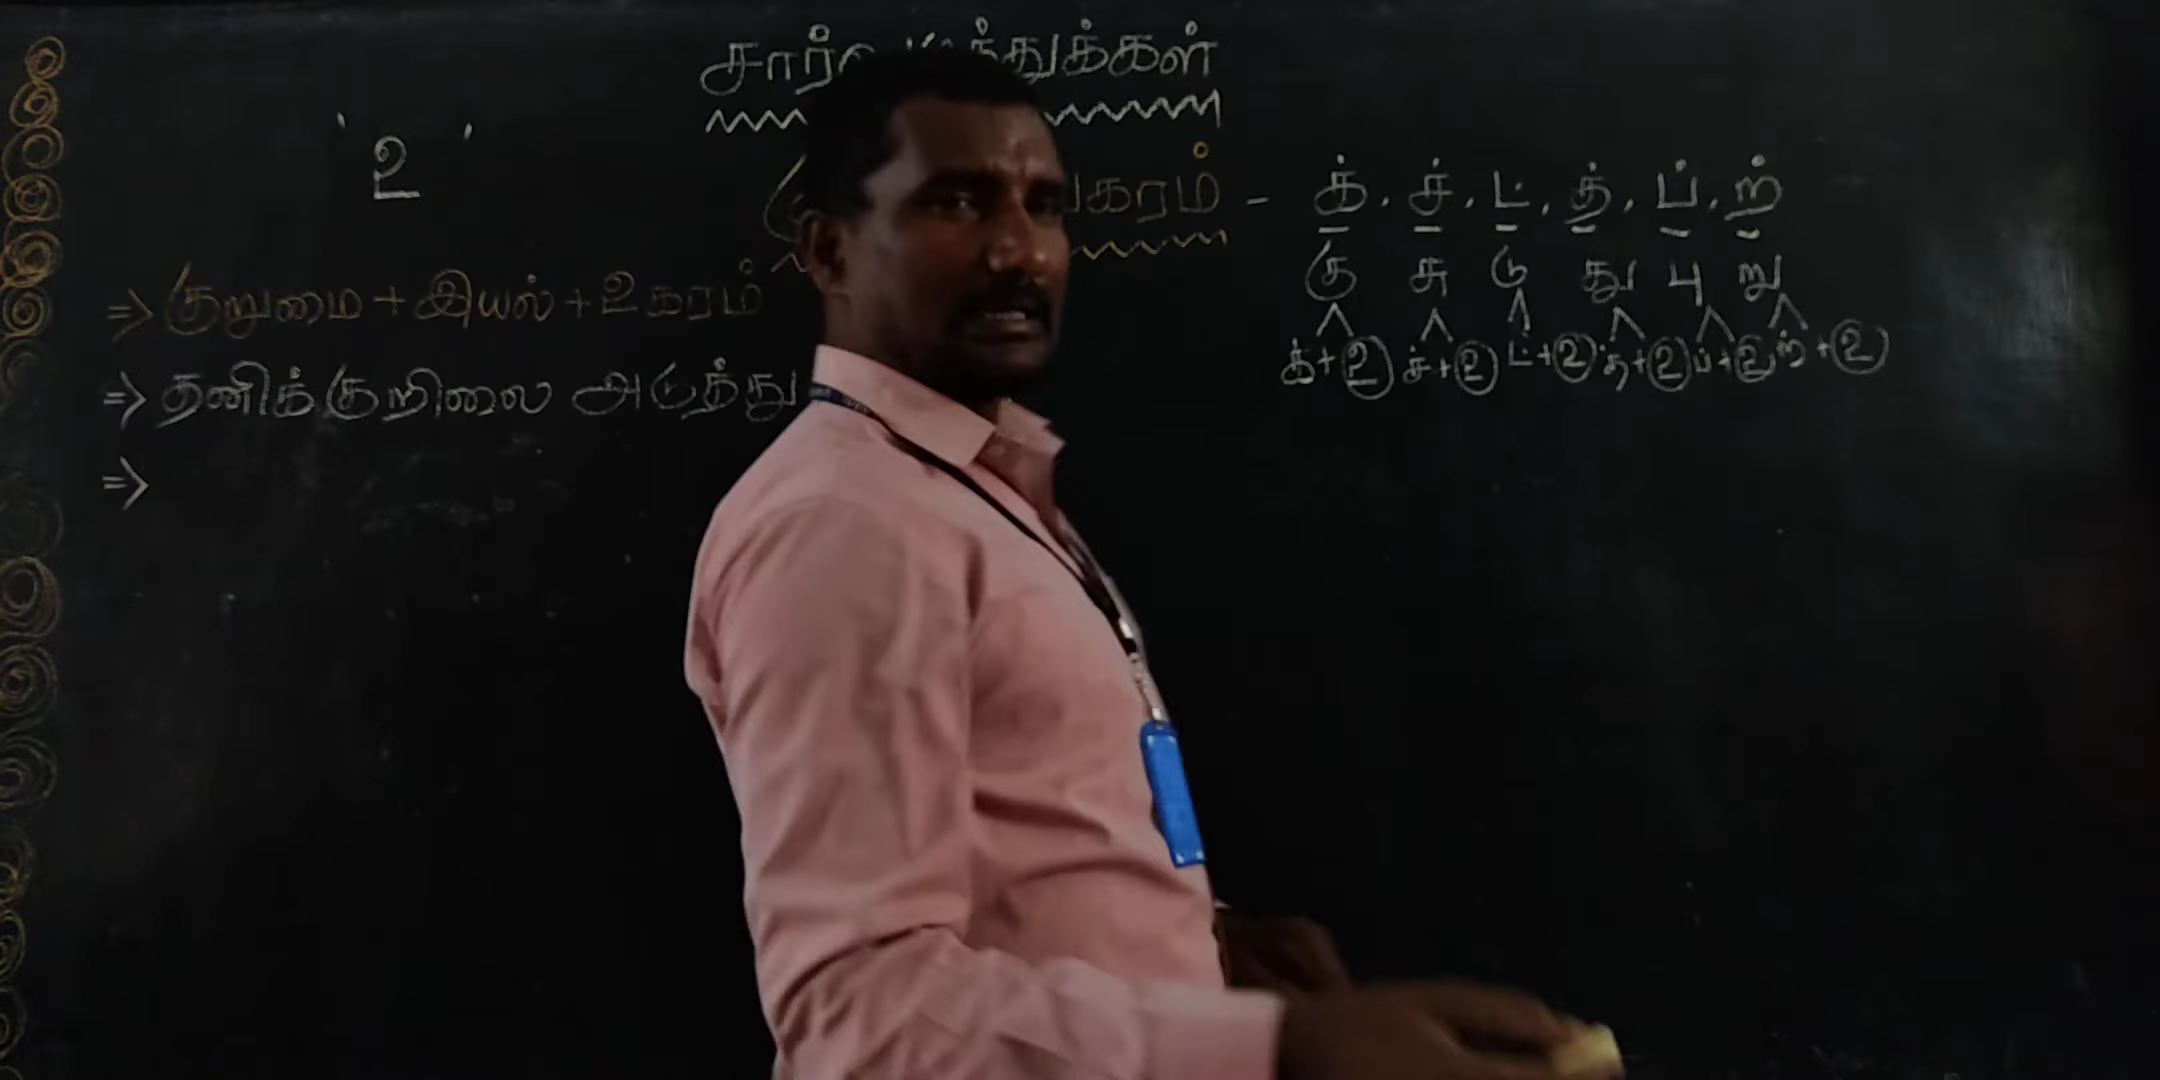 'உ'
கரம் - க், ச், ட், த், ப், ற்
கு சு டு து பு று
க்+உ ச்+உ ட்+உ த்+உ ப்+உ ற்+உ
=> குறுமை + இயல் + உகரம்
=> தனிக்குறிலை அடுத்து
=>